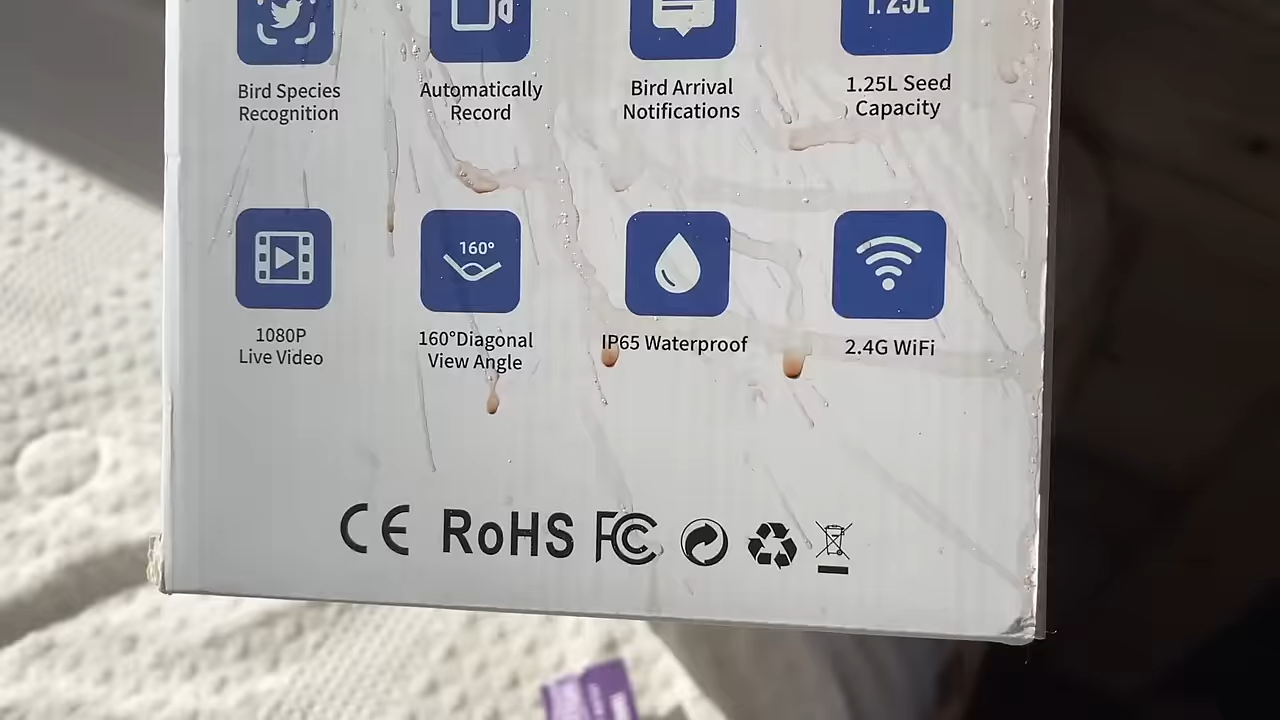 1.25L
Bird Species
Recognition
Automatically
Record
Bird Arrival
Notifications
1.25L Seed
Capacity
1080P
Live Video
160°
160°Diagonal
View Angle
IP65 Waterproof
2.4G WiFi
CE RoHS FC